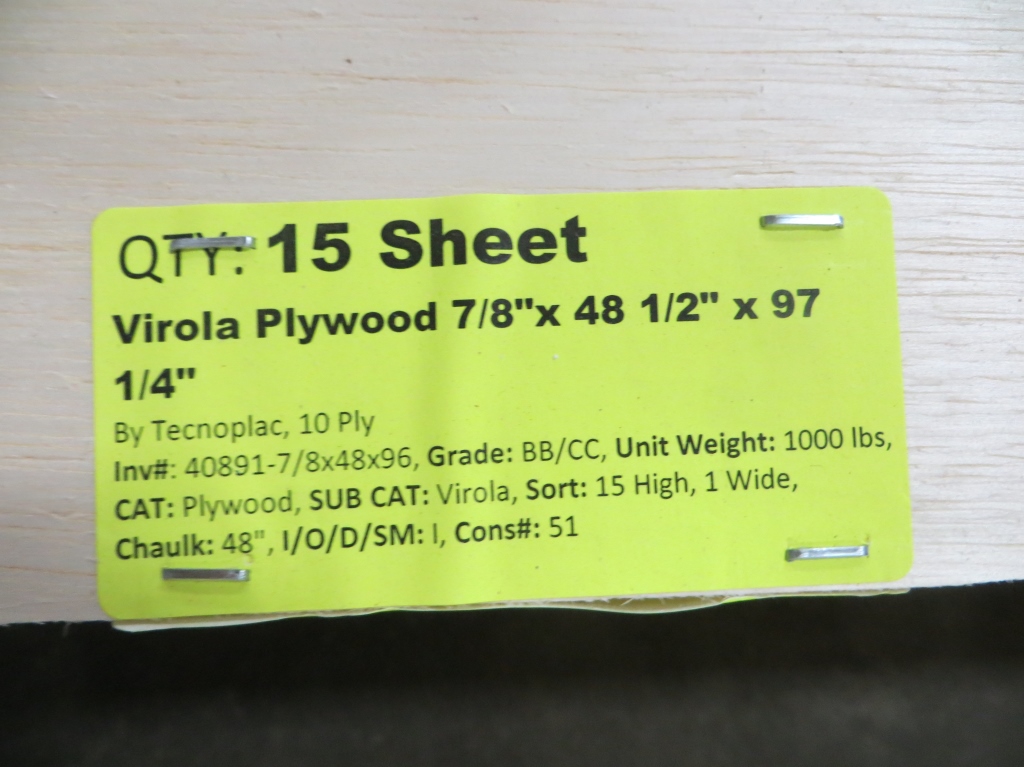 QTY: 15 Sheet
Virola Plywood 7/8"x 48 1/2" x 97
1/4"
By Tecnoplac, 10 Ply
Inv#: 40891-7/8x48x96, Grade: BB/CC, Unit Weight: 1000 lbs,
CAT: Plywood, SUB CAT: Virola, Sort: 15 High, 1 Wide,
Chaulk: 48", I/O/D/SM: I, Cons#: 51